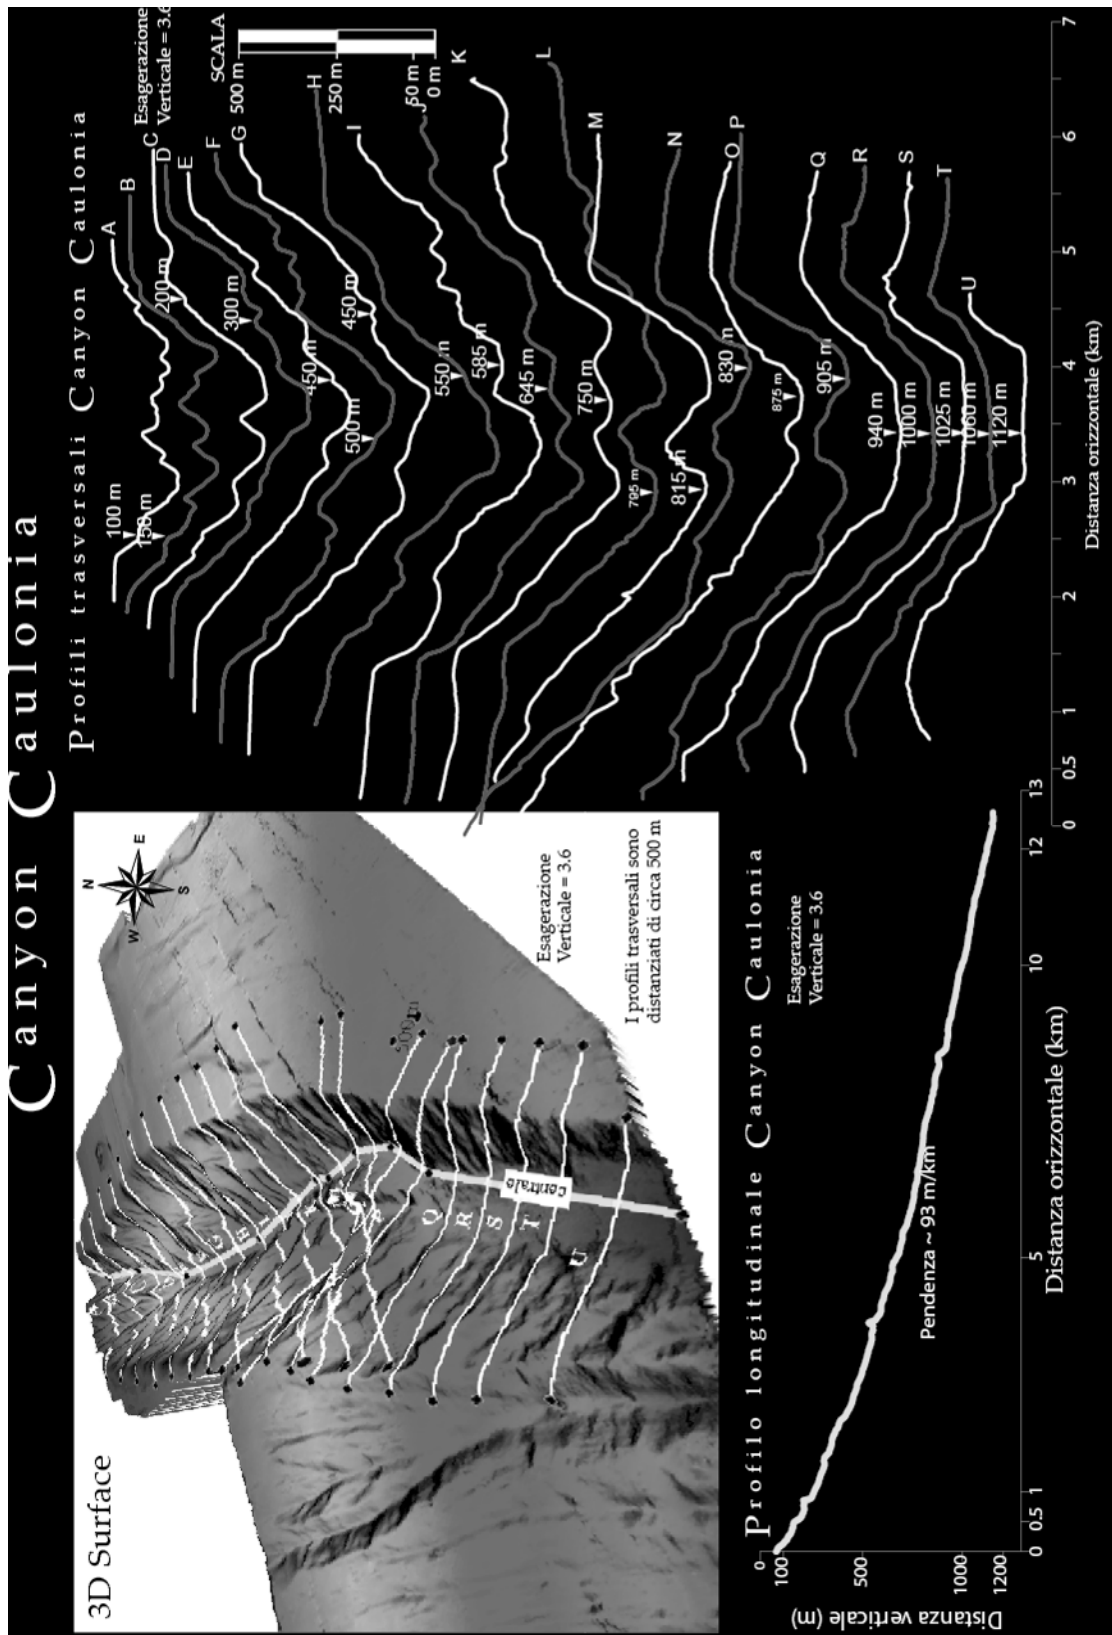 Canyon Caulonia
3D Surface
N
W
E
S
500m
G
H
I
P
Q
R
S
T
U
Centrale
Esagerazione
Verticale = 3.6
I profili trasversali sono
distanziati di circa 500 m
Profili trasversali Canyon Caulonia
Esagerazione
Verticale = 3.6
SCALA
500 m
250 m
50 m
0 m
A
B
C
D
E
F
G
H
I
J
K
L
M
N
O
P
Q
R
S
T
U
100 m
150 m
200 m
300 m
450 m
500 m
450 m
550 m
585 m
645 m
750 m
795 m
815 m
830 m
875 m
905 m
940 m
1000 m
1025 m
1060 m
1120 m
0
0.5
1
2
3
4
5
6
7
Distanza orizzontale (km)
Profilo longitudinale Canyon Caulonia
Esagerazione
Verticale = 3.6
Pendenza ~ 93 m/km
0
100
500
1000
1200
Distanza verticale (m)
0
0.5
1
5
10
12
13
Distanza orizzontale (km)